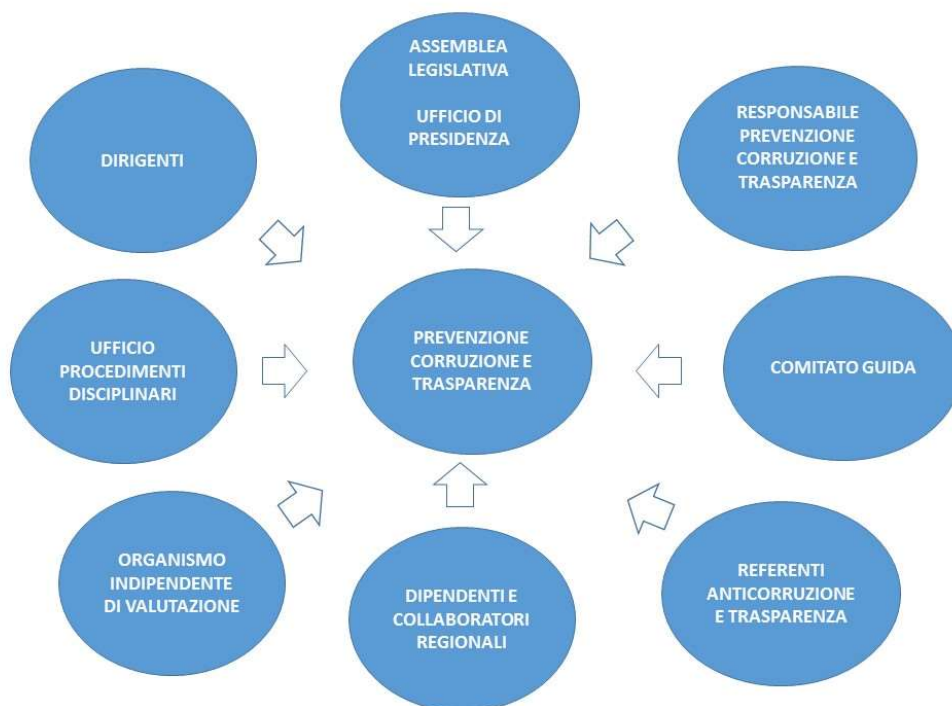 ASSEMBLEA
LEGISLATIVA
UFFICIO DI
PRESIDENZA
DIRIGENTI
RESPONSABILE
PREVENZIONE
CORRUZIONE E
TRASPARENZA
UFFICIO
PROCEDIMENTI
DISCIPLINARI
PREVENZIONE
CORRUZIONE E
TRASPARENZA
COMITATO GUIDA
ORGANISMO
INDIPENDENTE
DI VALUTAZIONE
DIPENDENTI E
COLLABORATORI
REGIONALI
REFERENTI
ANTICORRUZIONE
E TRASPARENZA